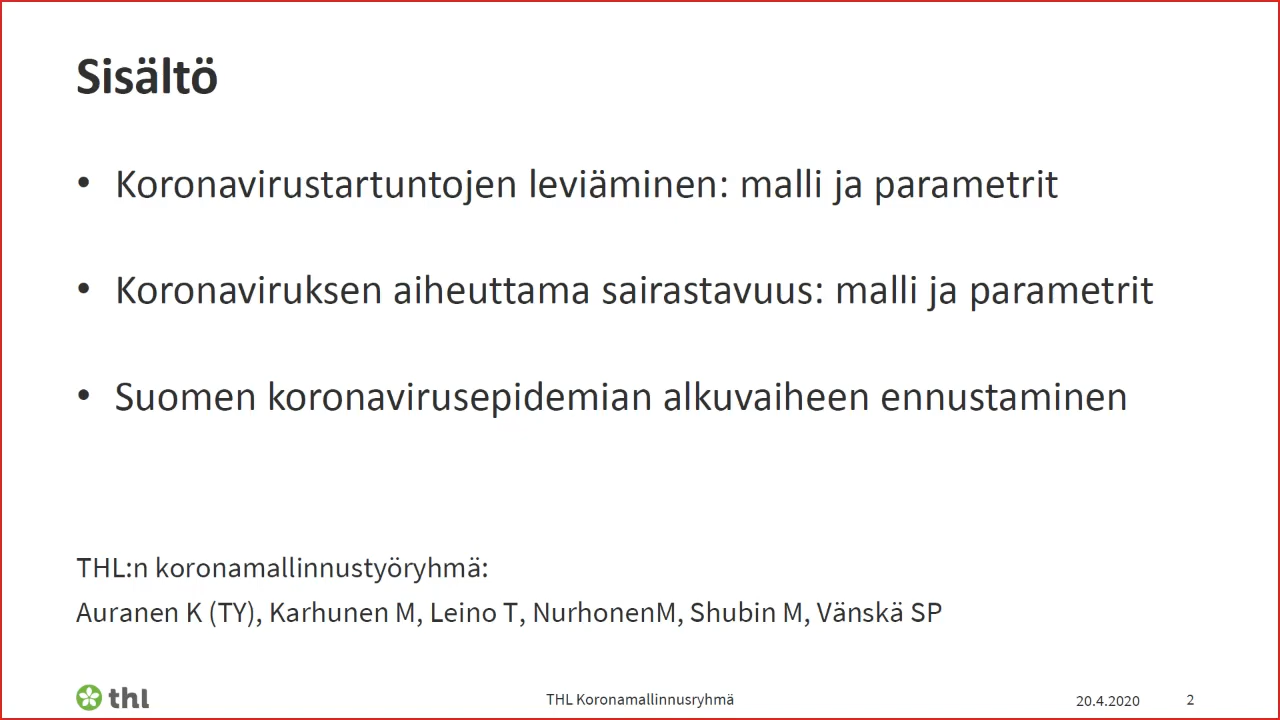 Sisältö
• Koronavirustartuntojen leviäminen: malli ja parametrit
• Koronaviruksen aiheuttama sairastavuus: malli ja parametrit
• Suomen koronavirusepidemian alkuvaiheen ennustaminen
THL:n koronamallinnustyöryhmä:
Auranen K (TY), Karhunen M, Leino T, NurhonenM, Shubin M, Vänskä SP
thl
THL Koronamallinnusryhmä
20.4.2020
2